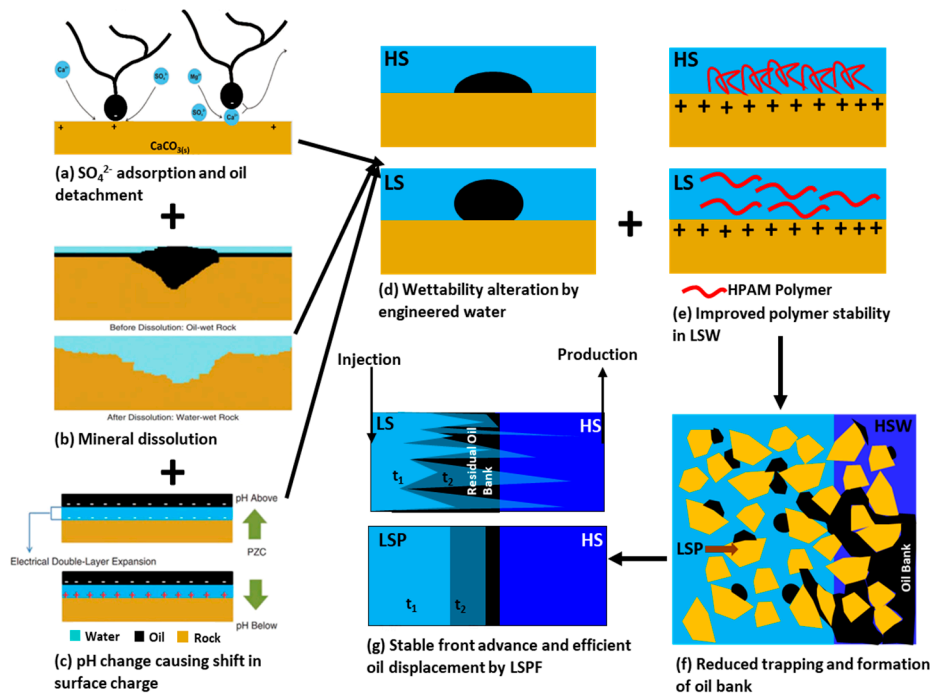 Ca²⁺
SO₄²⁻
Mg²⁺
SO₄²⁻
Ca²⁺
-
-
+
+
+
CaCO₃₍ₛ₎
(a) SO₄²⁻ adsorption and oil
detachment
+
Before Dissolution: Oil-wet Rock
After Dissolution: Water-wet Rock
(b) Mineral dissolution
+
pH Above
PZC
Electrical Double-Layer Expansion
pH Below
Water
Oil
Rock
(c) pH change causing shift in
surface charge
HS
LS
(d) Wettability alteration by
engineered water
+
HS
+ + + + + + + + + +
LS
+ + + + + + + + + +
HPAM Polymer
(e) Improved polymer stability
in LSW
Injection
Production
LS
HS
t₁
t₂
Residual Oil
Bank
LSP
HS
t₁
t₂
(g) Stable front advance and efficient
oil displacement by LSPF
HSW
LSP
Oil Bank
(f) Reduced trapping and formation
of oil bank